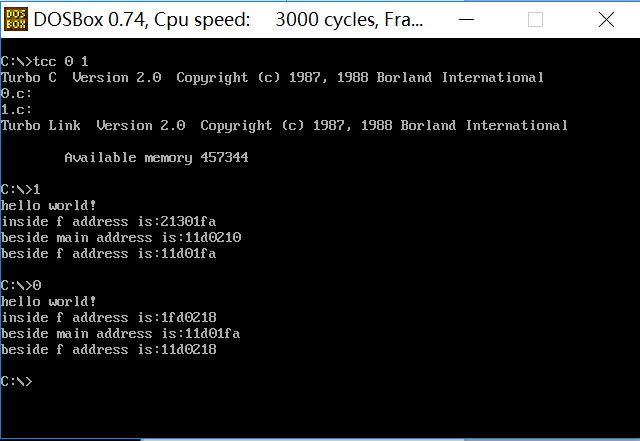 DOS
BOX
DOSBox 0.74, Cpu speed: 3000 cycles, Fra...
C:\>tcc 0 1
Turbo C Version 2.0 Copyright (c) 1987, 1988 Borland International
0.c:
1.c:
Turbo Link Version 2.0 Copyright (c) 1987, 1988 Borland International
Available memory 457344
C:\>1
hello world!
inside f address is:21301fa
beside main address is:11d0210
beside f address is:11d01fa
C:\>0
hello world!
inside f address is:1fd0218
beside main address is:11d01fa
beside f address is:11d0218
C:\>